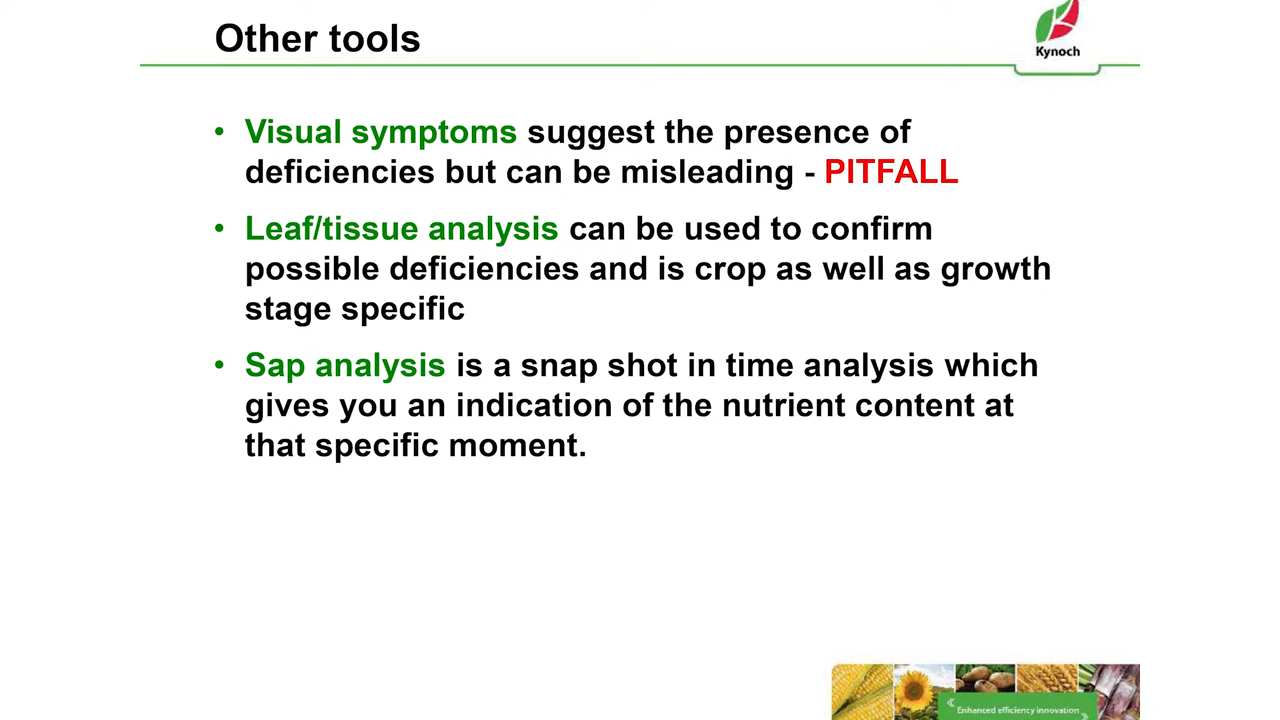 Other tools
Kynoch
• Visual symptoms suggest the presence of
deficiencies but can be misleading - PITFALL
• Leaf/tissue analysis can be used to confirm
possible deficiencies and is crop as well as growth
stage specific
• Sap analysis is a snap shot in time analysis which
gives you an indication of the nutrient content at
that specific moment.
Enhanced efficiency innovation